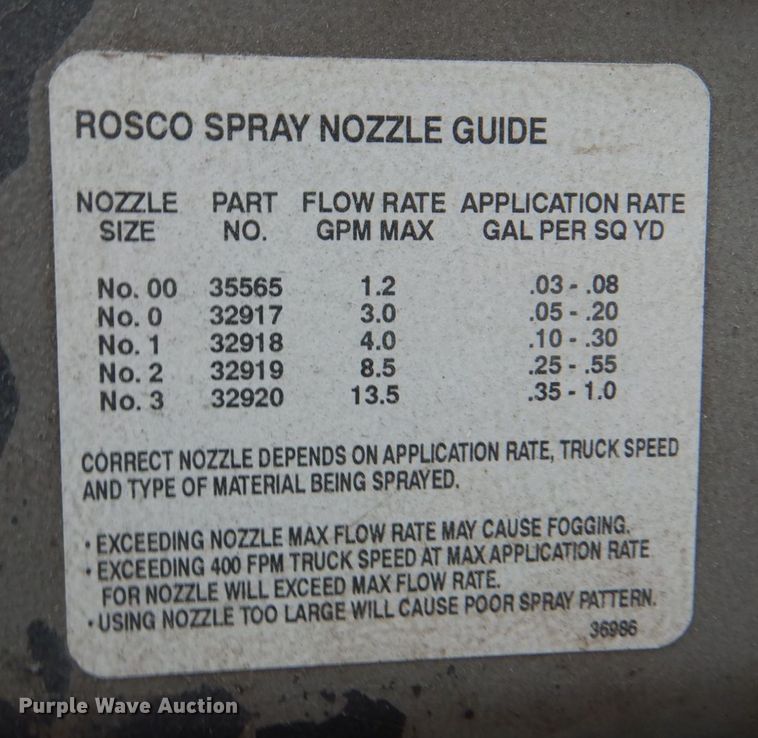 ROSCO SPRAY NOZZLE GUIDE
NOZZLE PART FLOW RATE APPLICATION RATE
SIZE NO. GPM MAX GAL PER SQ YD
No. 00 35565 1.2 .03 - .08
No. 0 32917 3.0 .05 - .20
No. 1 32918 4.0 .10 - .30
No. 2 32919 8.5 .25 - .55
No. 3 32920 13.5 .35 - 1.0
CORRECT NOZZLE DEPENDS ON APPLICATION RATE, TRUCK SPEED
AND TYPE OF MATERIAL BEING SPRAYED.
• EXCEEDING NOZZLE MAX FLOW RATE MAY CAUSE FOGGING.
• EXCEEDING 400 FPM TRUCK SPEED AT MAX APPLICATION RATE
FOR NOZZLE WILL EXCEED MAX FLOW RATE.
• USING NOZZLE TOO LARGE WILL CAUSE POOR SPRAY PATTERN.
36986
Purple Wave Auction